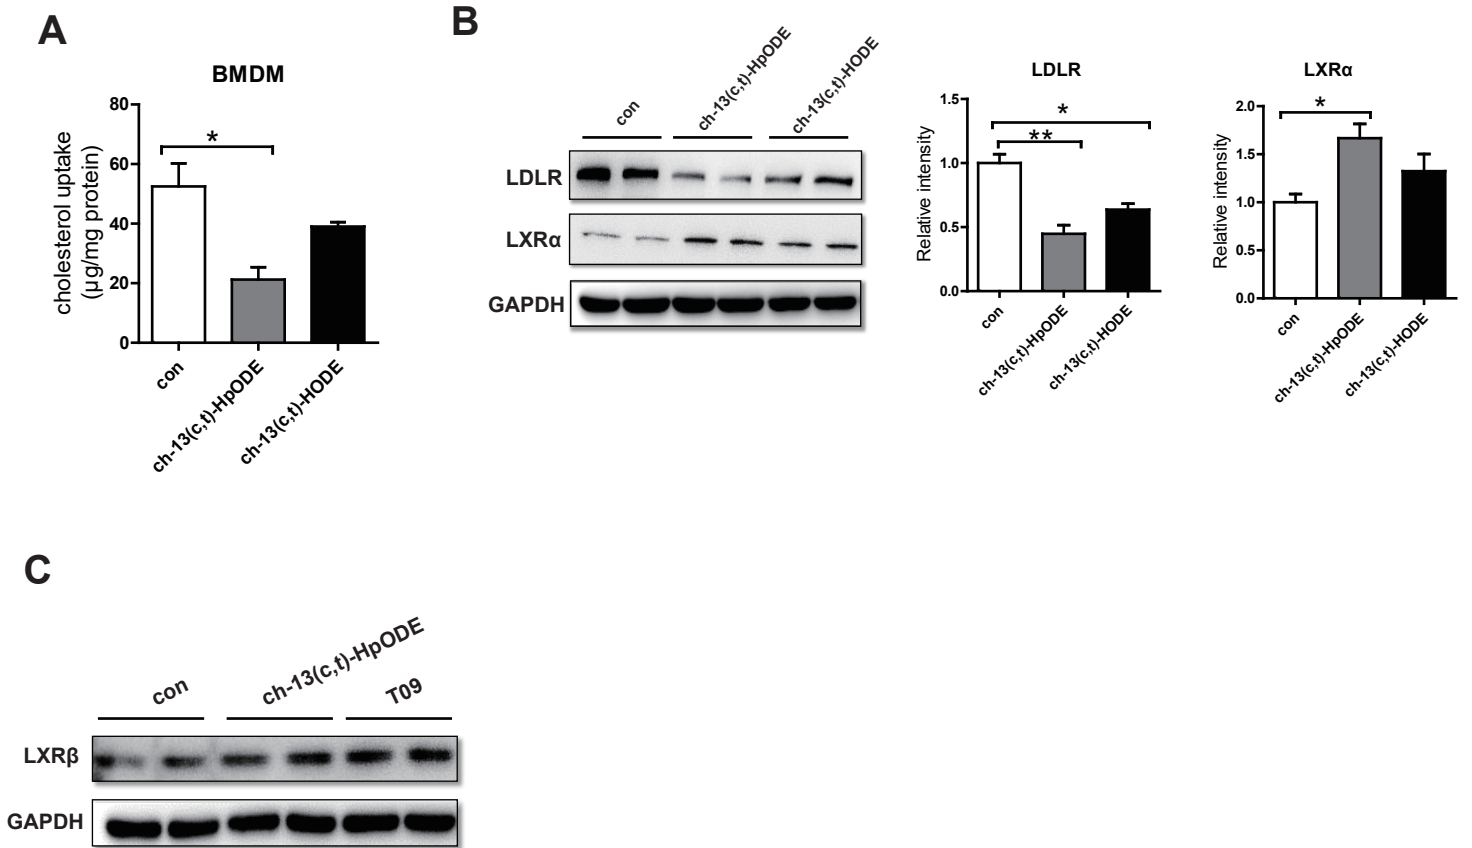 A
BMDM
cholesterol uptake
(µg/mg protein)
80
60
40
20
0
*
con
ch-13(c,t)-HpODE
ch-13(c,t)-HODE
B
con
ch-13(c,t)-HpODE
ch-13(c,t)-HODE
LDLR
LXRα
GAPDH
LDLR
Relative intensity
1.5
1.0
0.5
0.0
*
**
con
ch-13(c,t)-HpODE
ch-13(c,t)-HODE
LXRα
Relative intensity
2.0
1.5
1.0
0.5
0.0
*
con
ch-13(c,t)-HpODE
ch-13(c,t)-HODE
C
con
ch-13(c,t)-HpODE
T09
LXRβ
GAPDH